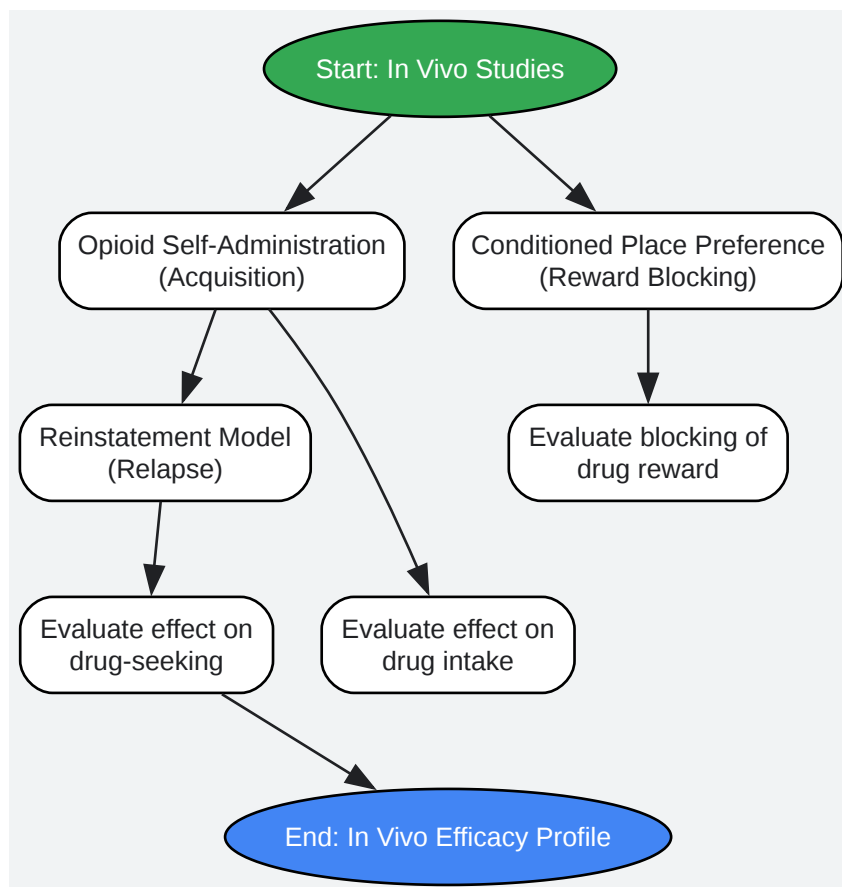 Start: In Vivo Studies
Opioid Self-Administration
(Acquisition)
Conditioned Place Preference
(Reward Blocking)
Reinstatement Model
(Relapse)
Evaluate blocking of
drug reward
Evaluate effect on
drug-seeking
Evaluate effect on
drug intake
End: In Vivo Efficacy Profile